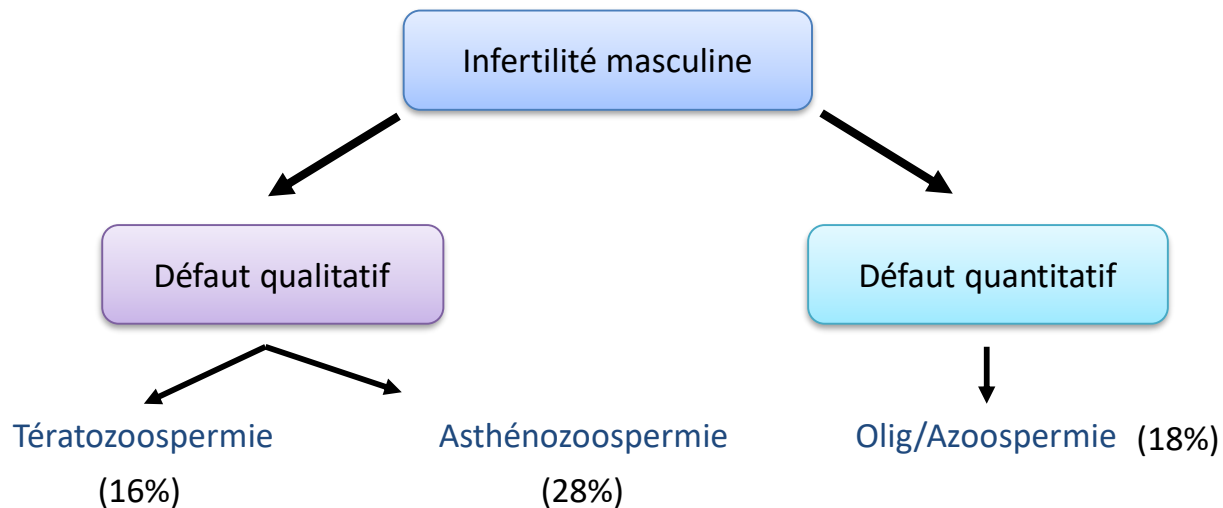 Infertilité masculine
Défaut qualitatif
Défaut quantitatif
Tératozoospermie
(16%)
Asthénozoospermie
(28%)
Olig/Azoospermie (18%)